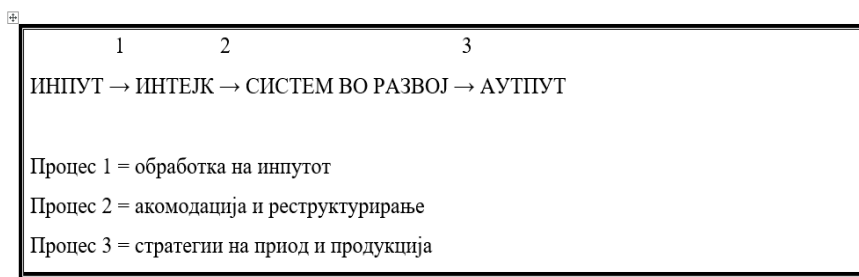 1 2 3
ИНПУТ → ИНТЕЈК → СИСТЕМ ВО РАЗВОЈ → АУТПУТ
Процес 1 = обработка на инпутот
Процес 2 = акомодација и реструктурирање
Процес 3 = стратегии на приод и продукција